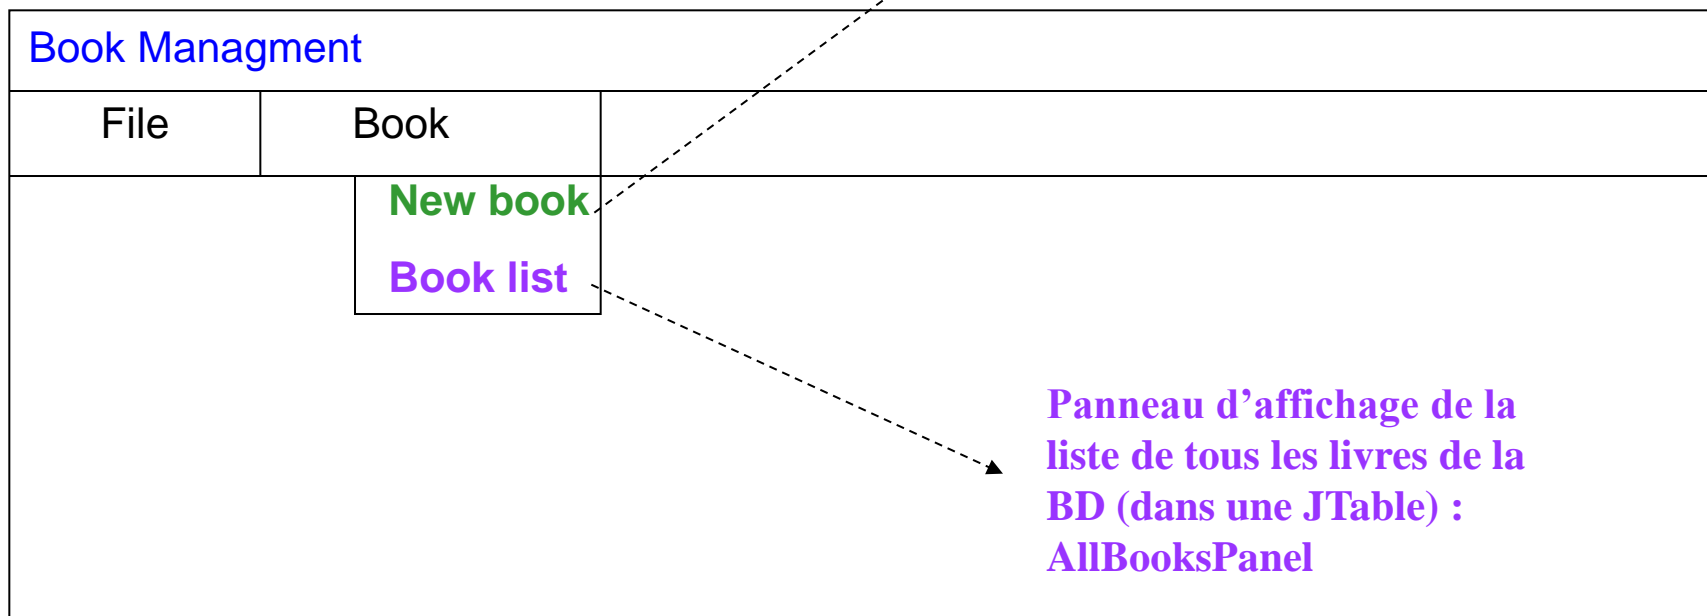 Book Managment
File Book
New book
Book list
Panneau d’affichage de la
liste de tous les livres de la
BD (dans une JTable) :
AllBooksPanel